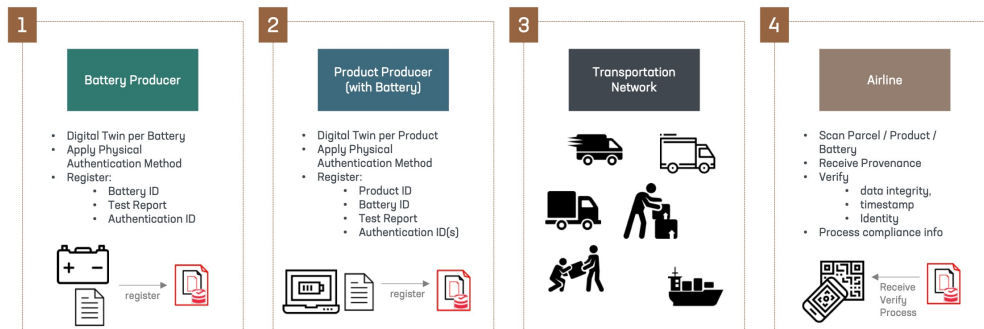 1
Battery Producer
• Digital Twin per Battery
• Apply Physical
Authentication Method
• Register:
• Battery ID
• Test Report
• Authentication ID
register
2
Product Producer
(with Battery)
• Digital Twin per Product
• Apply Physical
Authentication Method
• Register:
• Product ID
• Battery ID
• Test Report
• Authentication ID(s)
register
3
Transportation
Network
4
Airline
• Scan Parcel / Product /
Battery
• Receive Provenance
• Verify
• data integrity,
• timestamp
• Identity
• Process compliance info
Receive
Verify
Process